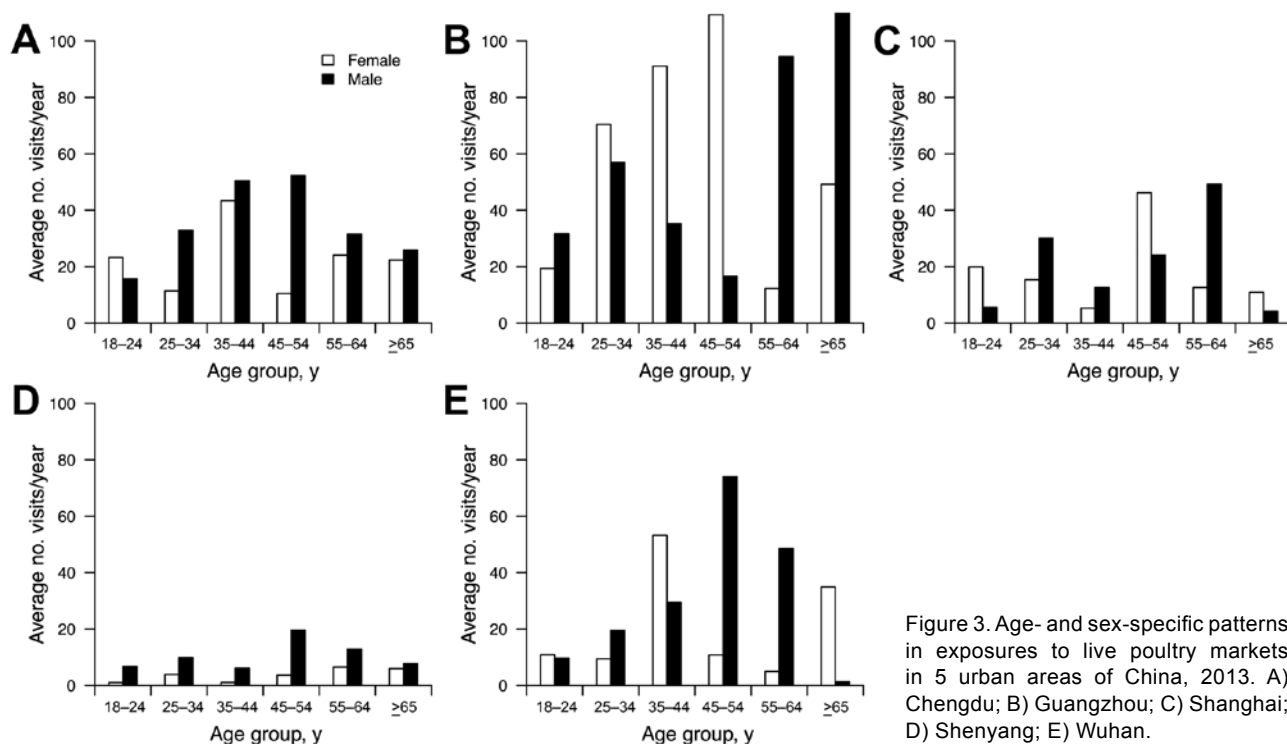 A
Average no. visits/year
100
80
60
40
20
0
Female
Male
18–24
25–34
35–44
45–54
55–64
≥65
Age group, y
B
Average no. visits/year
100
80
60
40
20
0
18–24
25–34
35–44
45–54
55–64
≥65
Age group, y
C
Average no. visits/year
100
80
60
40
20
0
18–24
25–34
35–44
45–54
55–64
≥65
Age group, y
D
Average no. visits/year
100
80
60
40
20
0
18–24
25–34
35–44
45–54
55–64
≥65
Age group, y
E
Average no. visits/year
100
80
60
40
20
0
18–24
25–34
35–44
45–54
55–64
≥65
Age group, y
Figure 3. Age- and sex-specific patterns
in exposures to live poultry markets
in 5 urban areas of China, 2013. A)
Chengdu; B) Guangzhou; C) Shanghai;
D) Shenyang; E) Wuhan.